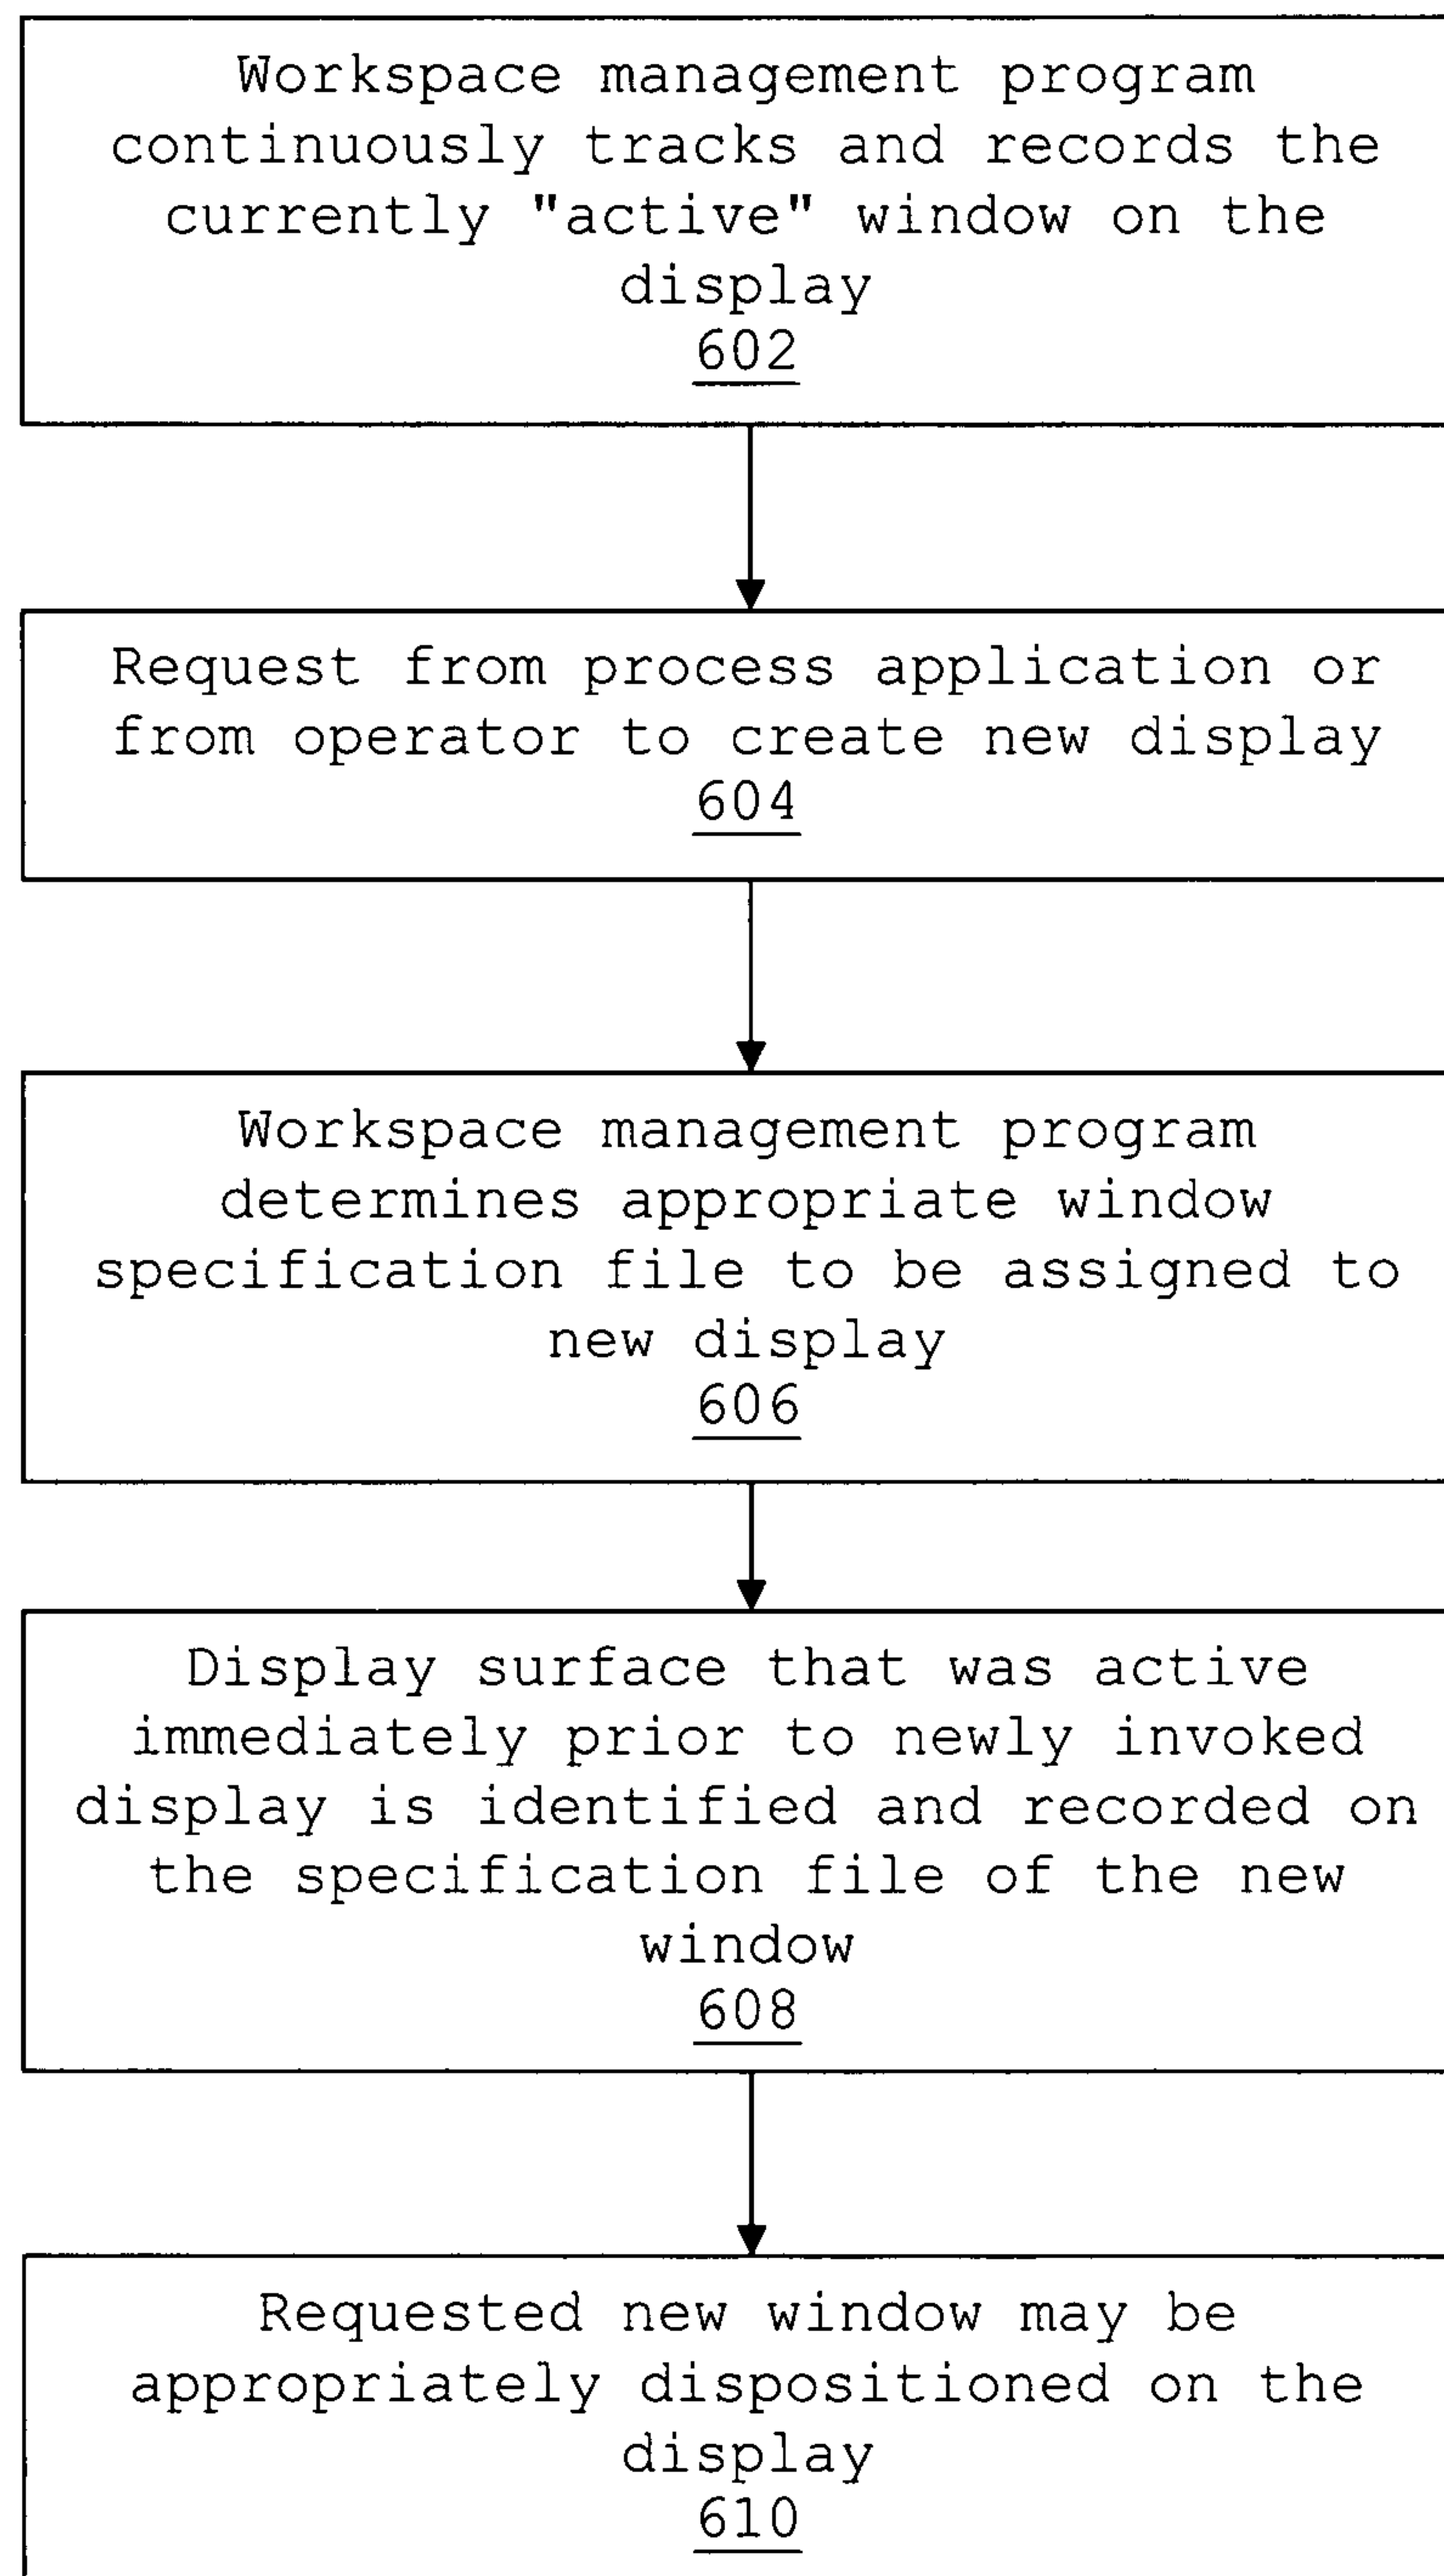 Workspace management program
continuously tracks and records the
currently "active" window on the
display
602
Request from process application or
from operator to create new display
604
Workspace management program
determines appropriate window
specification file to be assigned to
new display
606
Display surface that was active
immediately prior to newly invoked
display is identified and recorded on
the specification file of the new
window
608
Requested new window may be
appropriately dispositioned on the
display
610